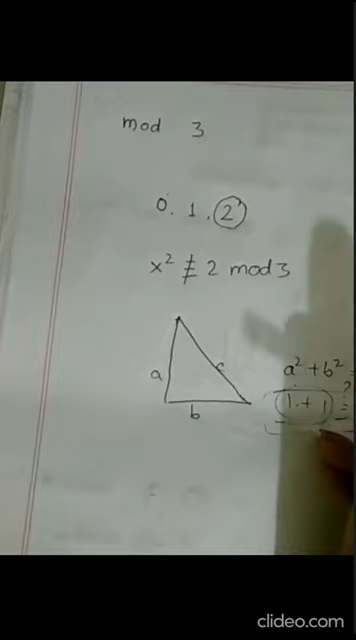 mod 3
0. 1. 2
x² ≢ 2 mod 3
a
c
b
a² + b² =
1 + 1 =
?
clideo.com